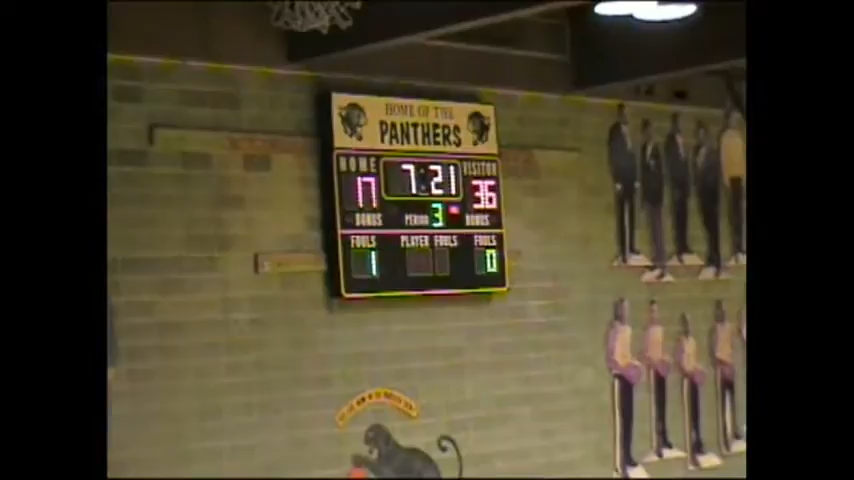 HOME OF THE
PANTHERS
HOME 7:21 VISITOR
17 36
BONUS PERIOD 3 BONUS
FOULS PLAYER FOULS FOULS
1 0